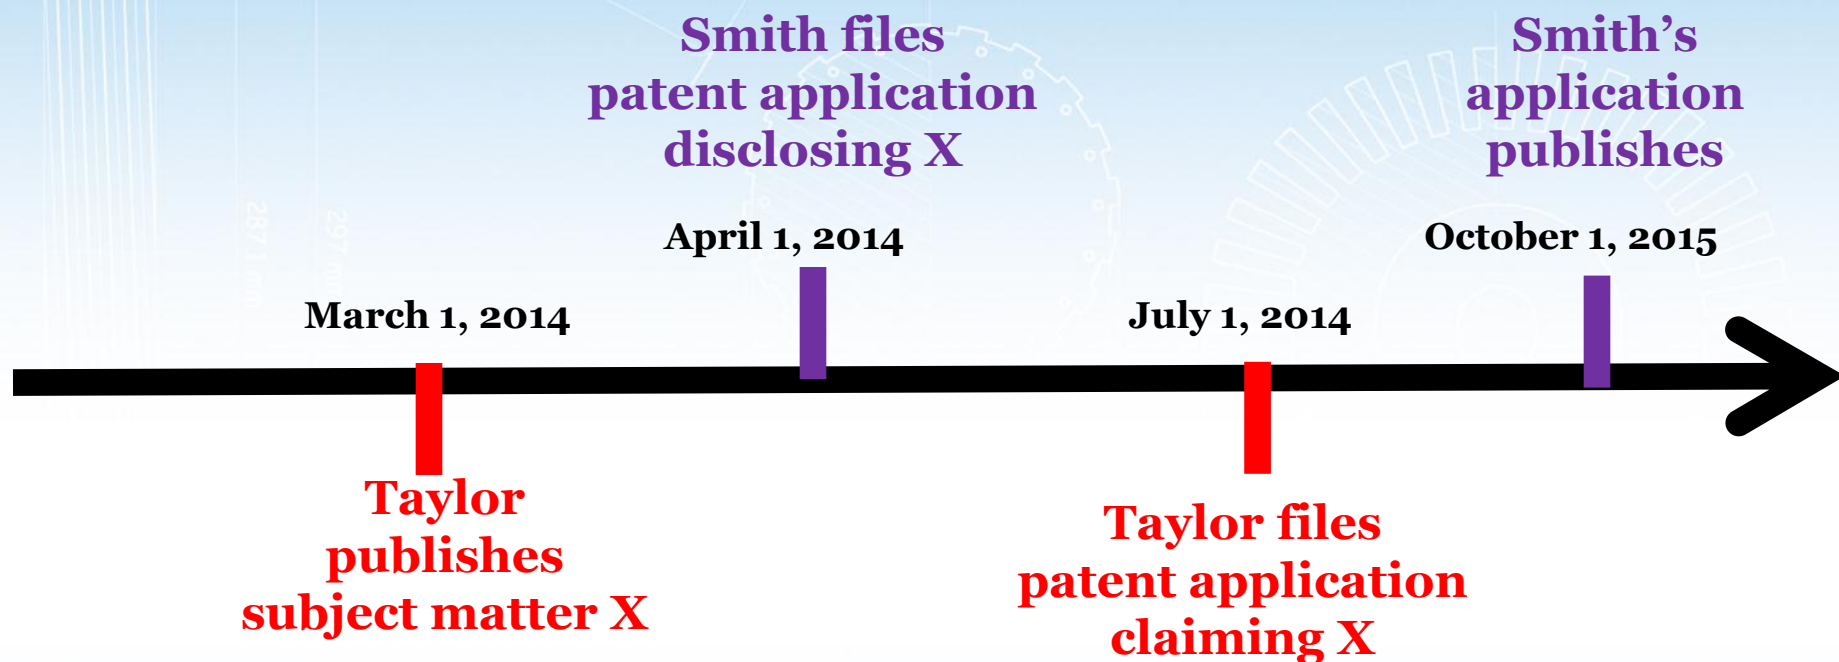 Smith files
patent application
disclosing X
Smith’s
application
publishes
April 1, 2014
October 1, 2015
March 1, 2014
July 1, 2014
Taylor
publishes
subject matter X
Taylor files
patent application
claiming X